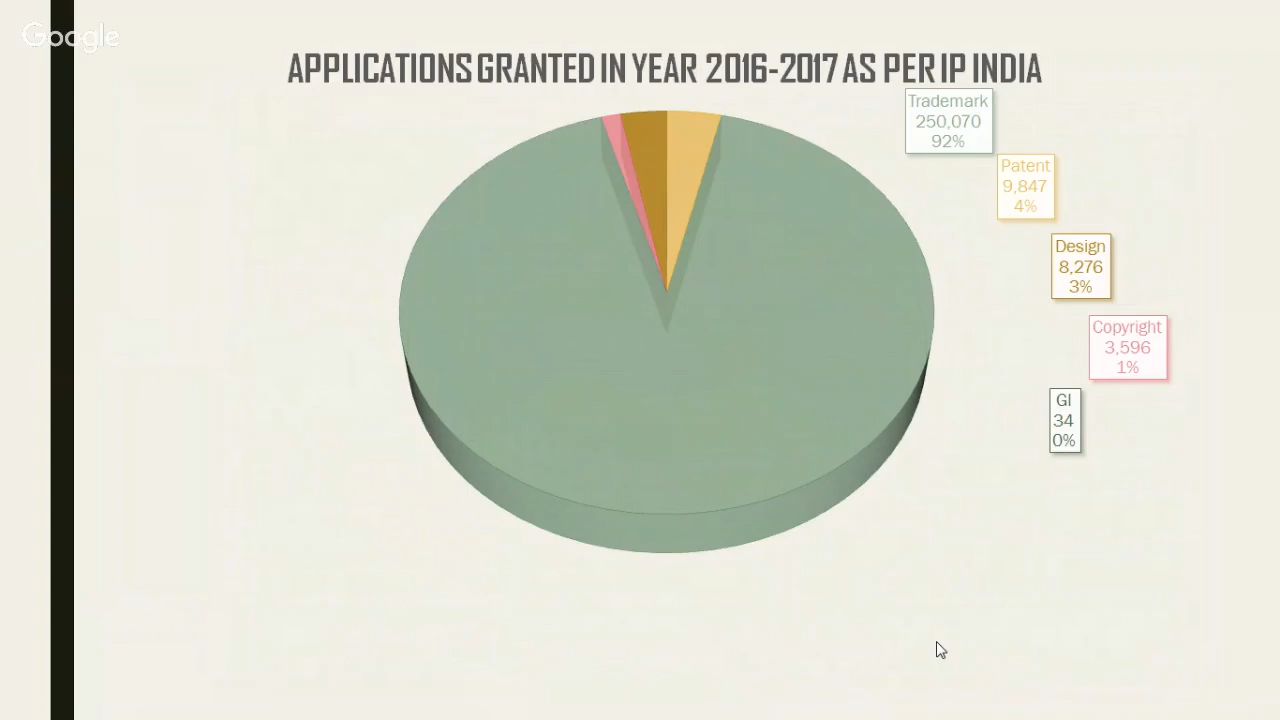 Google
APPLICATIONS GRANTED IN YEAR 2016-2017 AS PER IP INDIA
Trademark
250,070
92%
Patent
9,847
4%
Design
8,276
3%
Copyright
3,596
1%
GI
34
0%